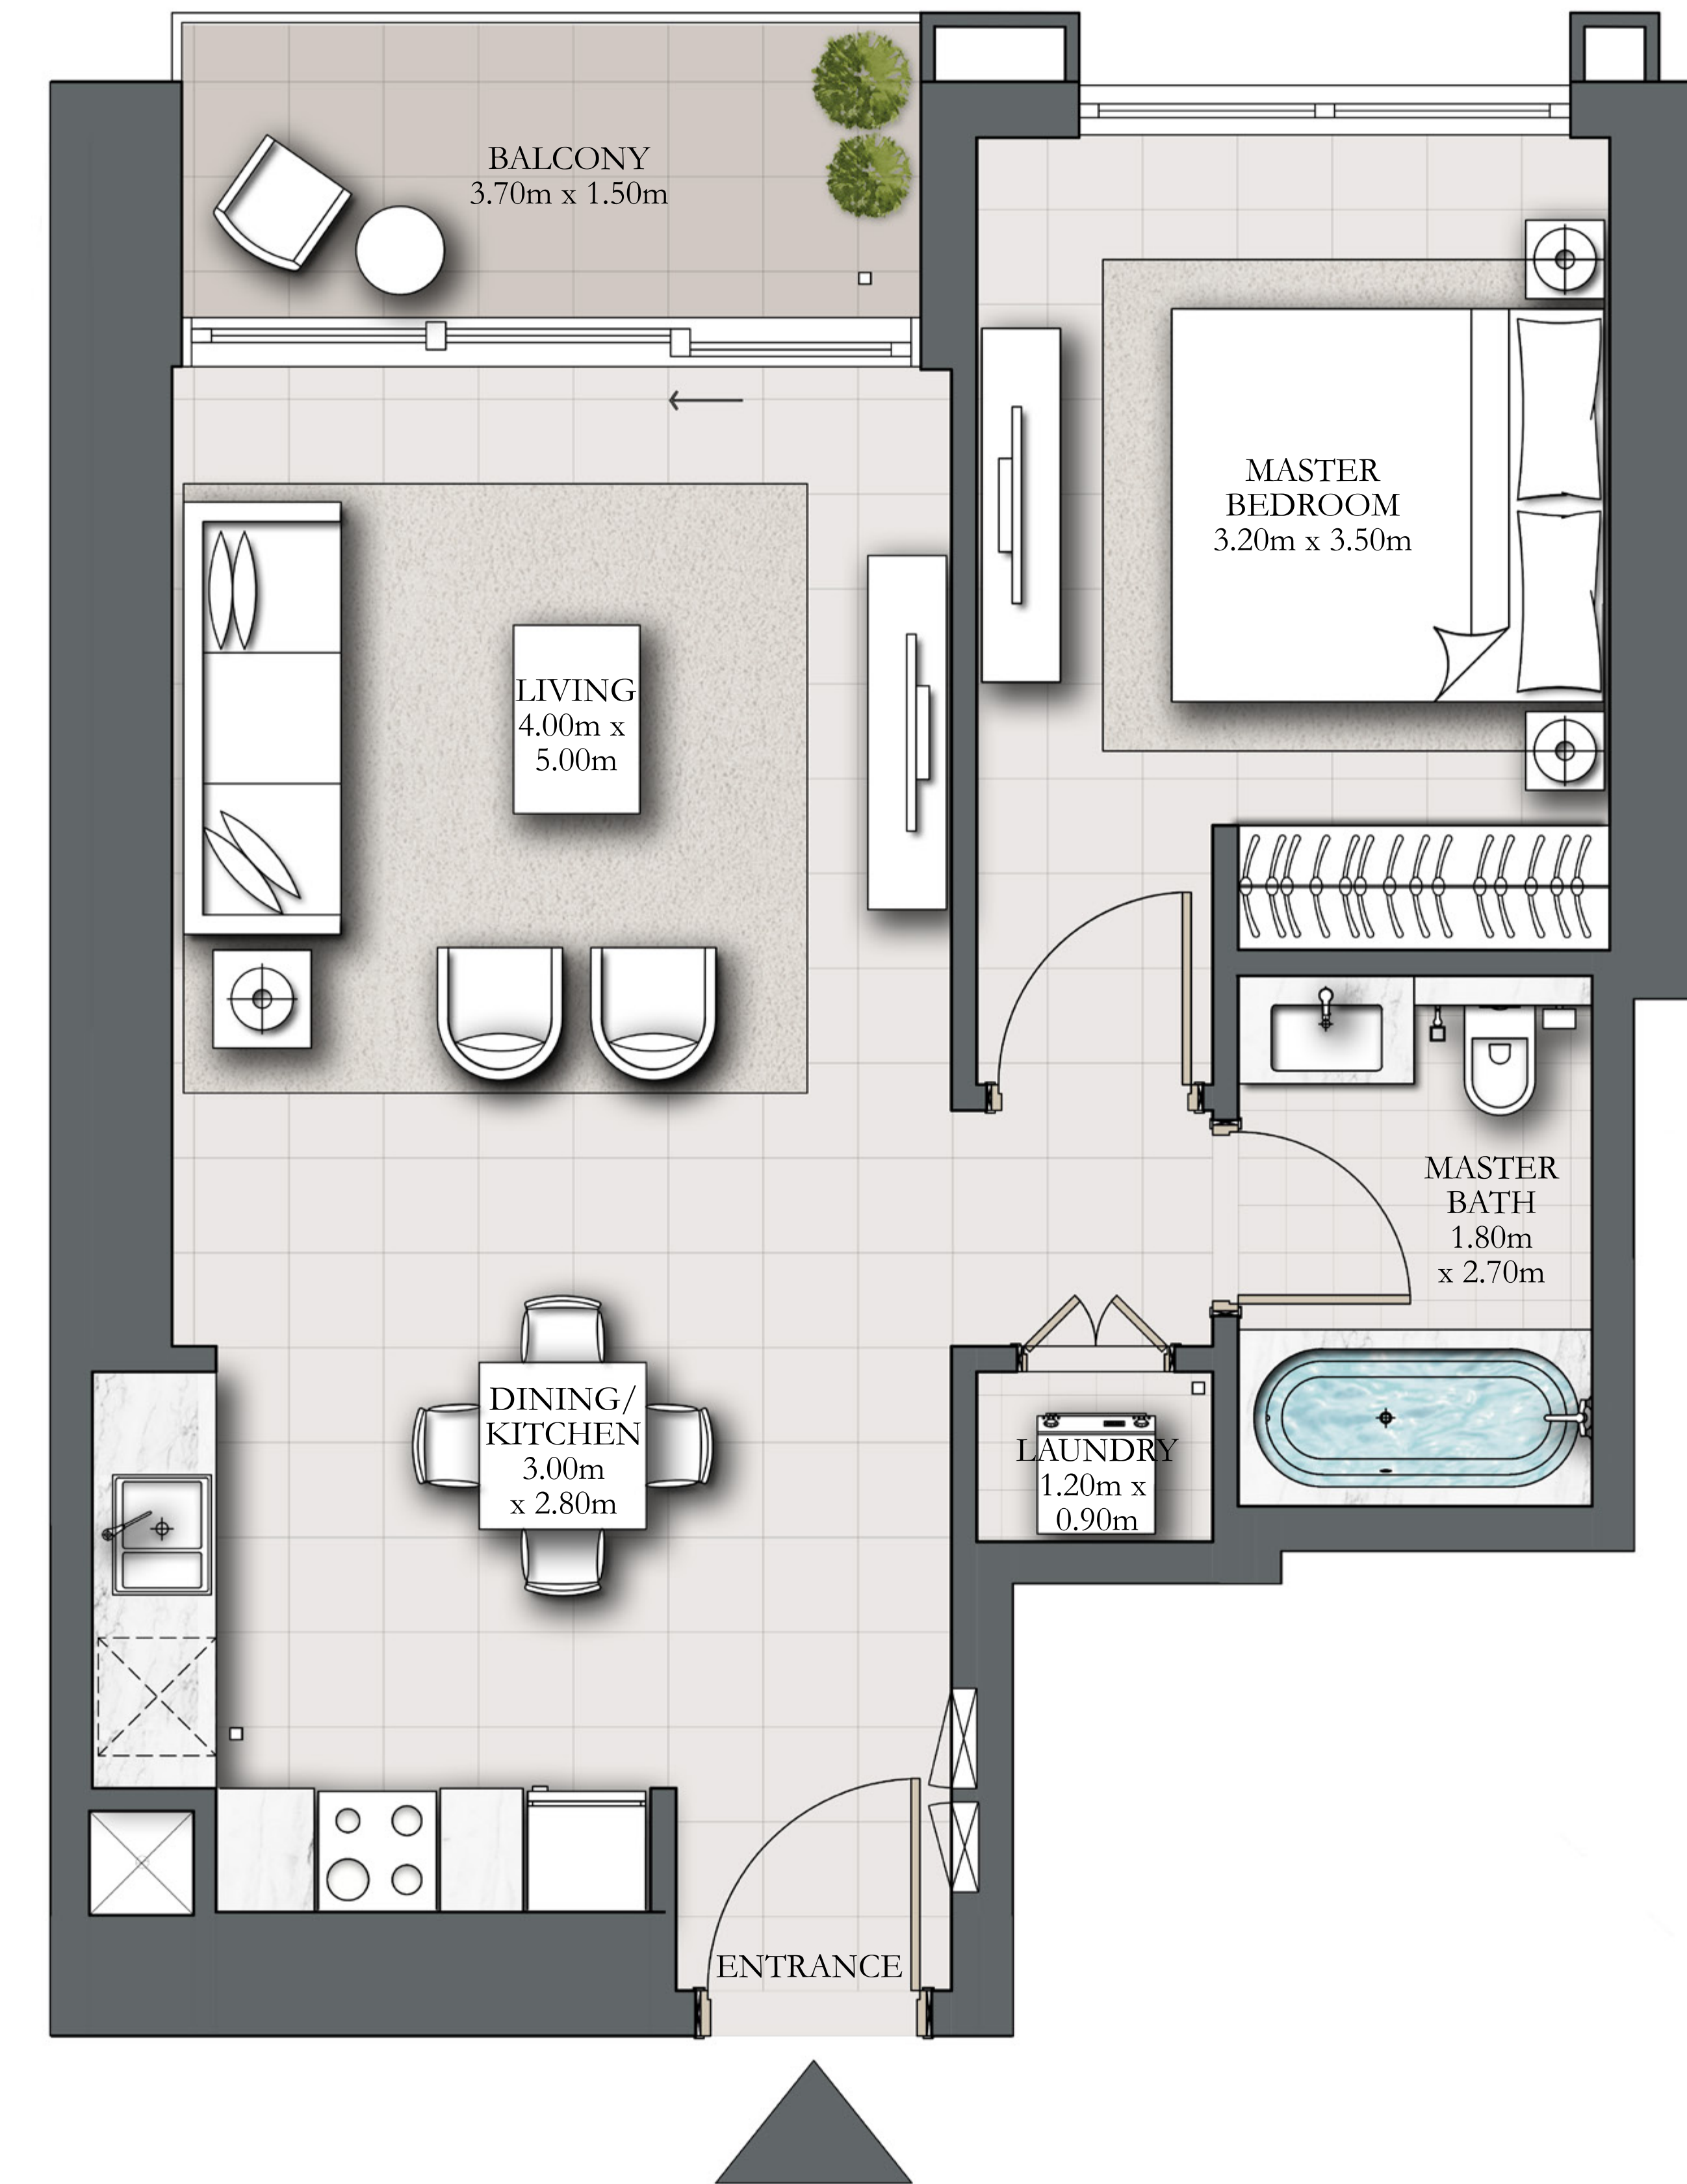 BALCONY
3.70m x 1.50m
MASTER
BEDROOM
3.20m x 3.50m
LIVING
4.00m x
5.00m
MASTER
BATH
1.80m
x 2.70m
DINING/
KITCHEN
3.00m
x 2.80m
LAUNDRY
1.20m x
0.90m
ENTRANCE